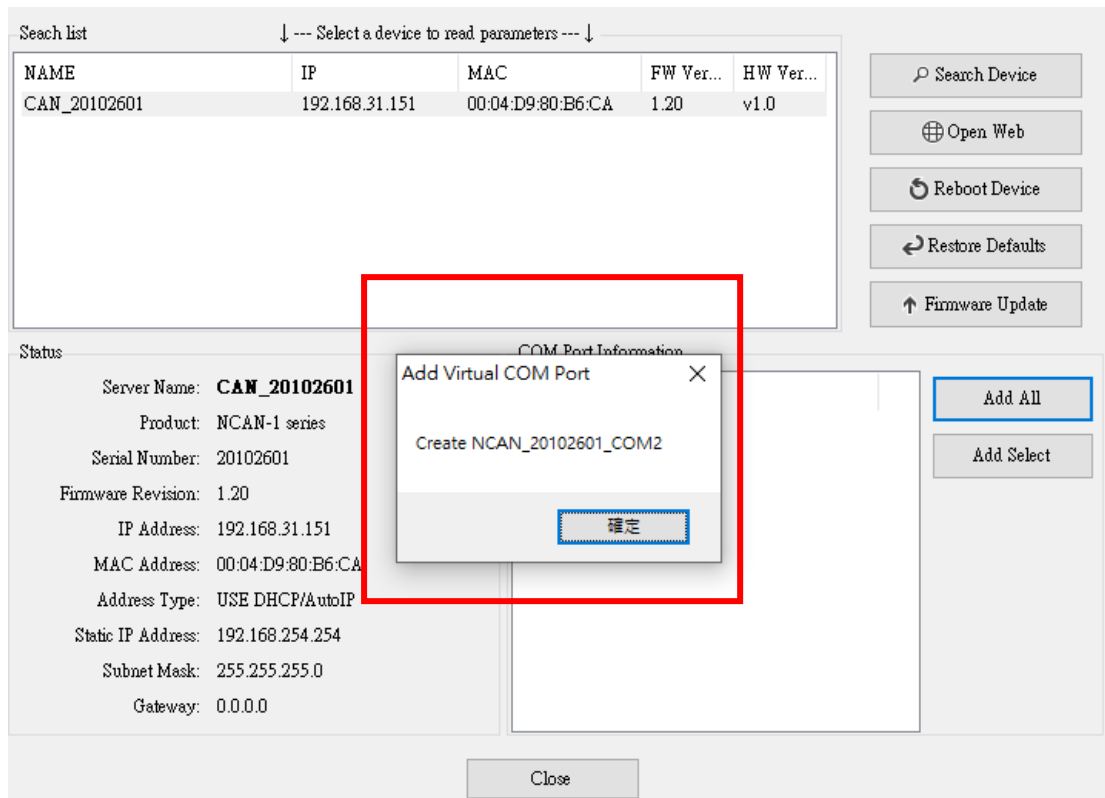 Seach list
↓ --- Select a device to read parameters --- ↓
NAME IP MAC FW Ver... HW Ver...
CAN_20102601 192.168.31.151 00:04:D9:80:B6:CA 1.20 v1.0
Search Device
Open Web
Reboot Device
Restore Defaults
Firmware Update
Status
Server Name: CAN_20102601
Product: NCAN-1 series
Serial Number: 20102601
Firmware Revision: 1.20
IP Address: 192.168.31.151
MAC Address: 00:04:D9:80:B6:CA
Address Type: USE DHCP/AutoIP
Static IP Address: 192.168.254.254
Subnet Mask: 255.255.255.0
Gateway: 0.0.0.0
COM Port Information
Add Virtual COM Port
Create NCAN_20102601_COM2
確定
Add All
Add Select
Close